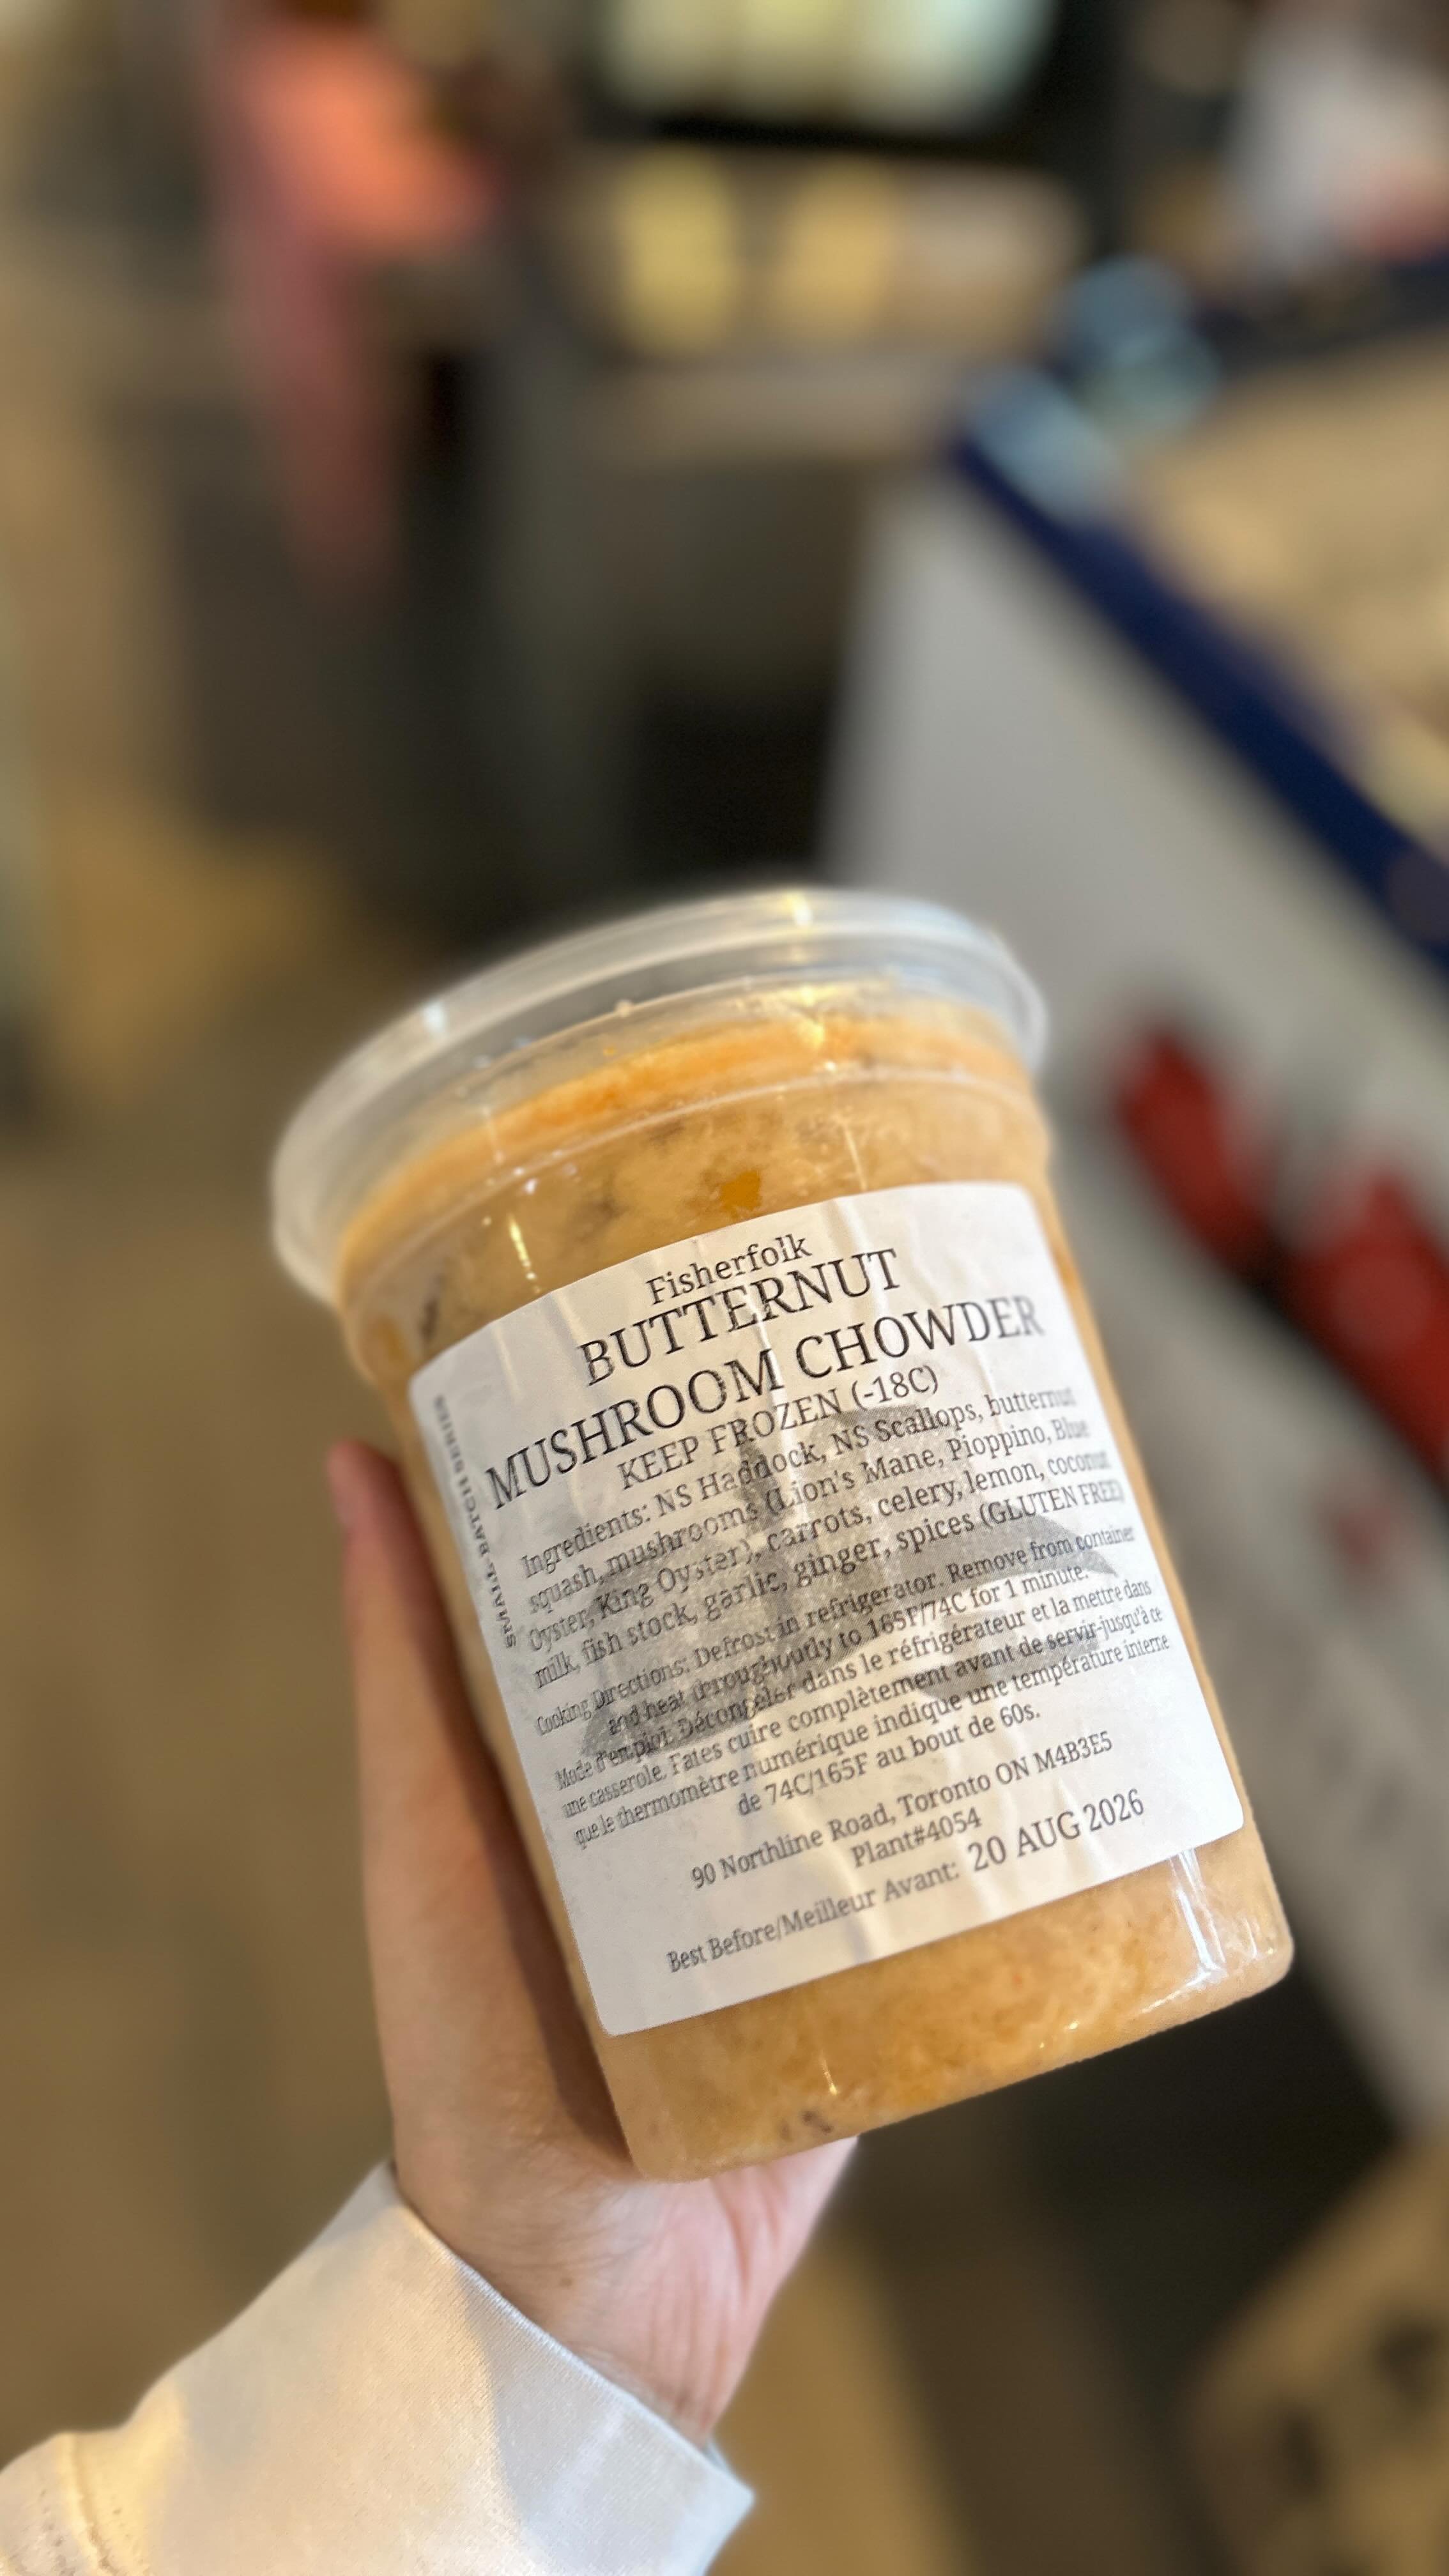 Fisherfolk
BUTTERNUT
MUSHROOM CHOWDER
KEEP FROZEN (-18C)
Ingredients: NS Haddock, NS Scallops, butternut
squash, mushrooms (Lion's Mane, Pioppino, Blue
Oyster, King Oyster), carrots, celery, lemon, coconut
milk, fish stock, garlic, ginger, spices (GLUTEN FREE)
Cooking Directions: Defrost in refrigerator. Remove from container
and heat throughoutly to 165F/74C for 1 minute.
Mode d'emploi: Décongeler dans le réfrigérateur et la mettre dans
une casserole. Fates cuire complètement avant de servir-jusqu'à ce
que le thermomètre numérique indique une température interne
de 74C/165F au bout de 60s.
90 Northline Road, Toronto ON M4B3E5
Plant#4054
Best Before/Meilleur Avant: 20 AUG 2026
SMALL BATCH SERIES